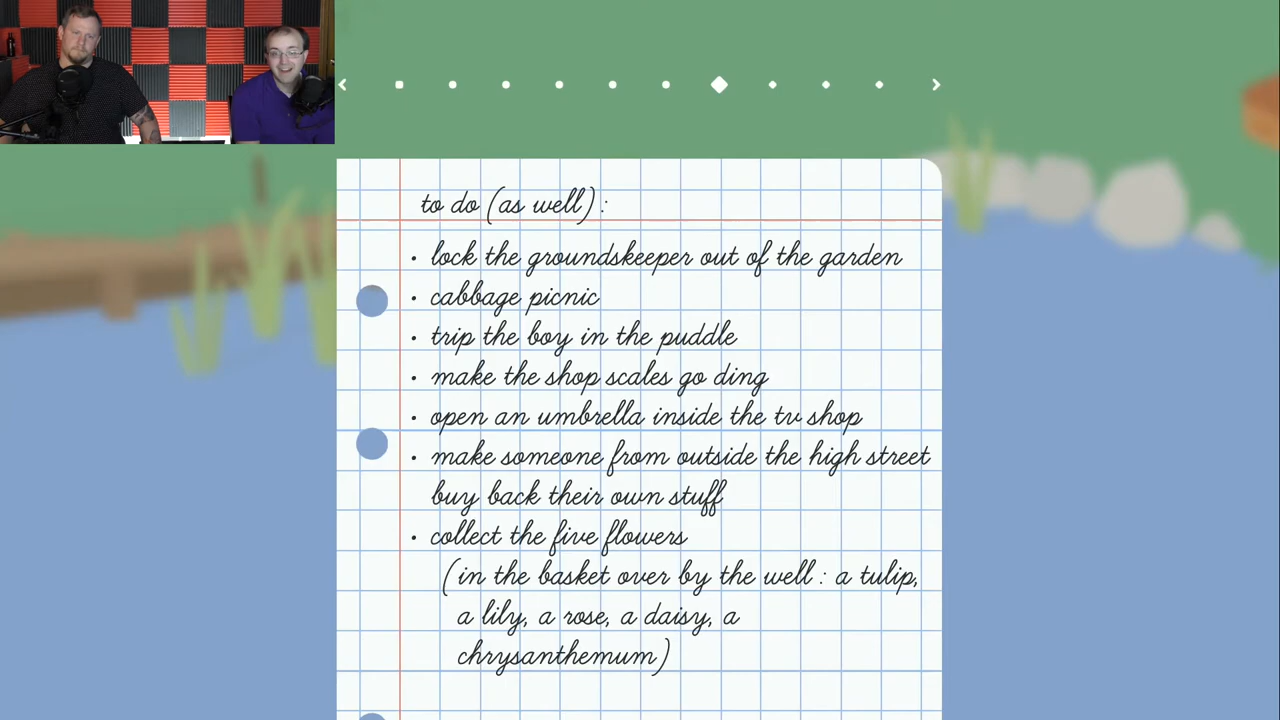 to do (as well) :
• lock the groundskeeper out of the garden
• cabbage picnic
• trip the boy in the puddle
• make the shop scales go ding
• open an umbrella inside the tv shop
• make someone from outside the high street
buy back their own stuff
• collect the five flowers
(in the basket over by the well : a tulip,
a lily, a rose, a daisy, a
chrysanthemum)